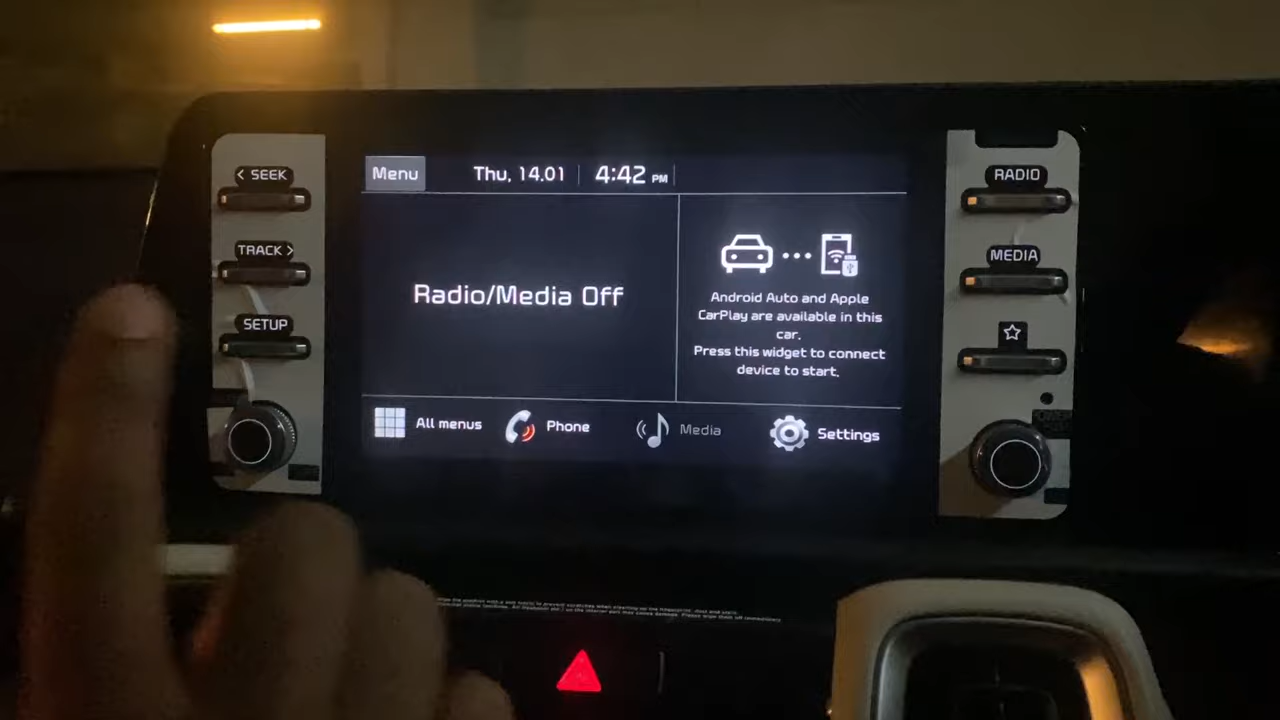 < SEEK
TRACK >
SETUP
Menu
Thu, 14.01
4:42 PM
Radio/Media Off
Android Auto and Apple
CarPlay are available in this
car.
Press this widget to connect
device to start.
All menus
Phone
Media
Settings
RADIO
MEDIA